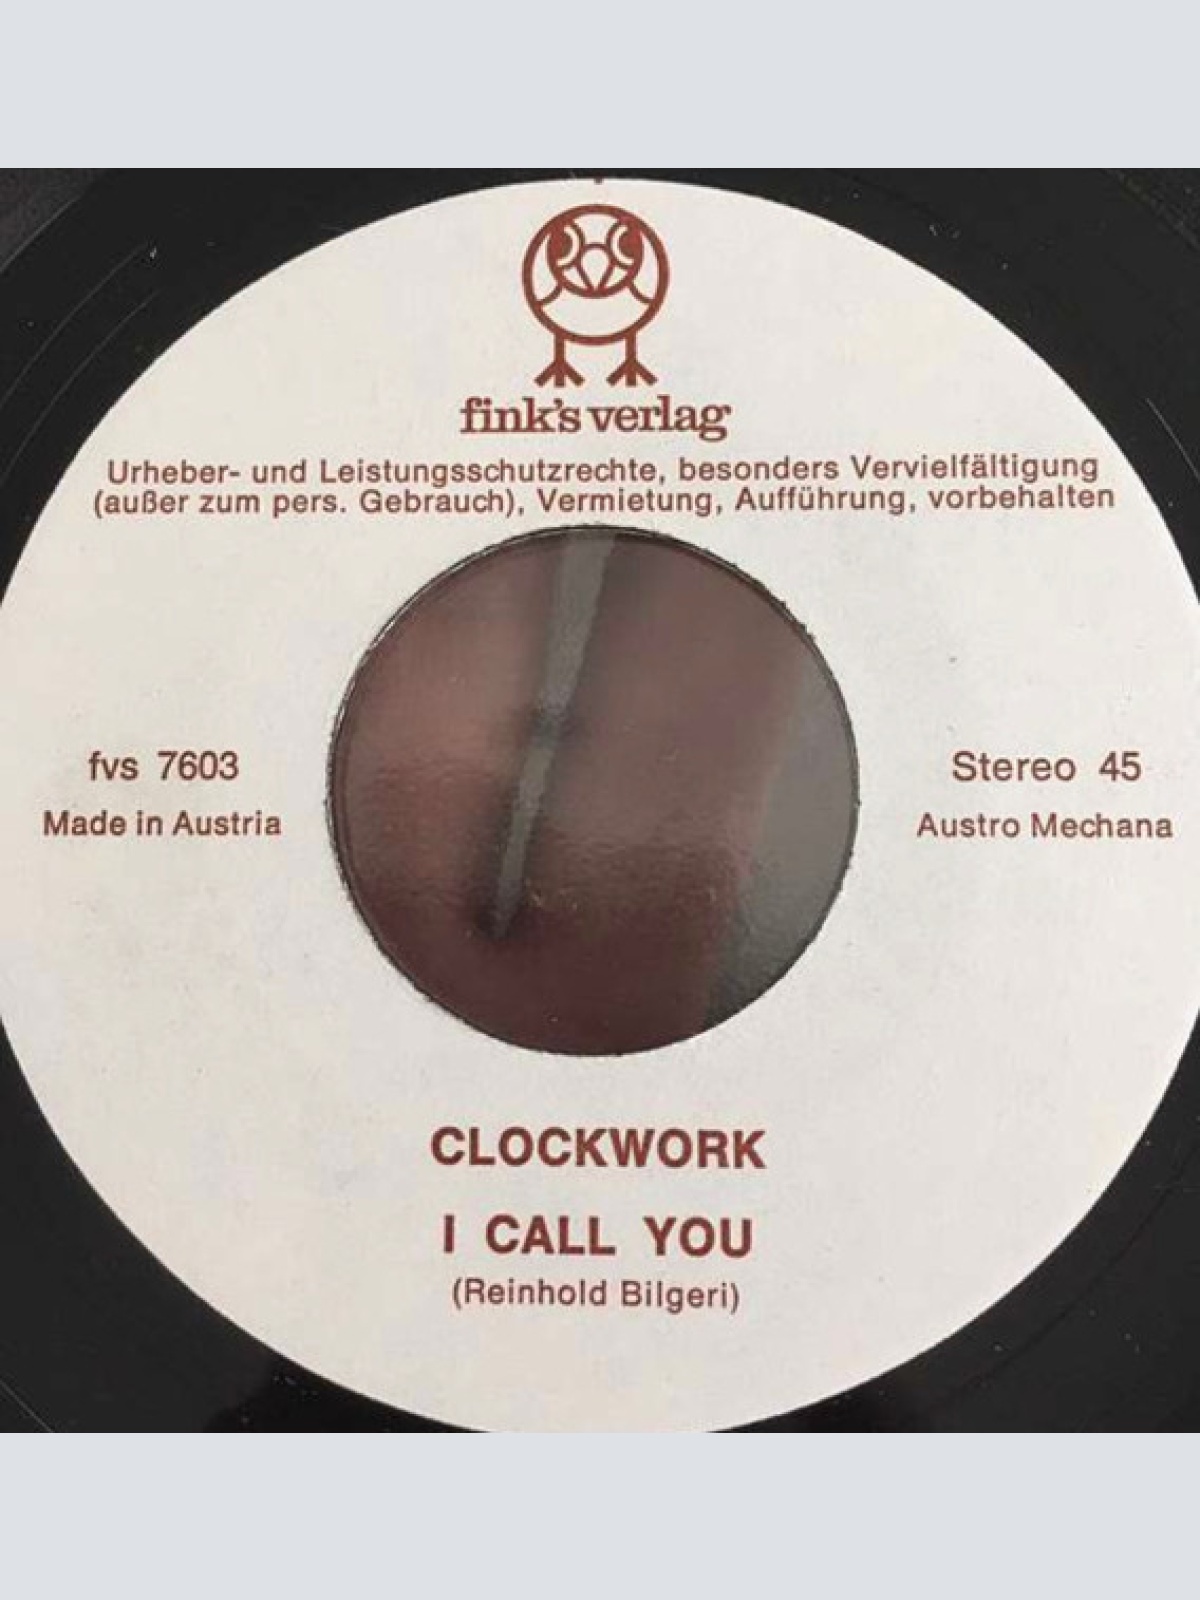 fink's verlag
Urheber- und Leistungsschutzrechte, besonders Vervielfältigung
(außer zum pers. Gebrauch), Vermietung, Aufführung, vorbehalten
fvs 7603
Made in Austria
Stereo 45
Austro Mechana
CLOCKWORK
I CALL YOU
(Reinhold Bilgeri)